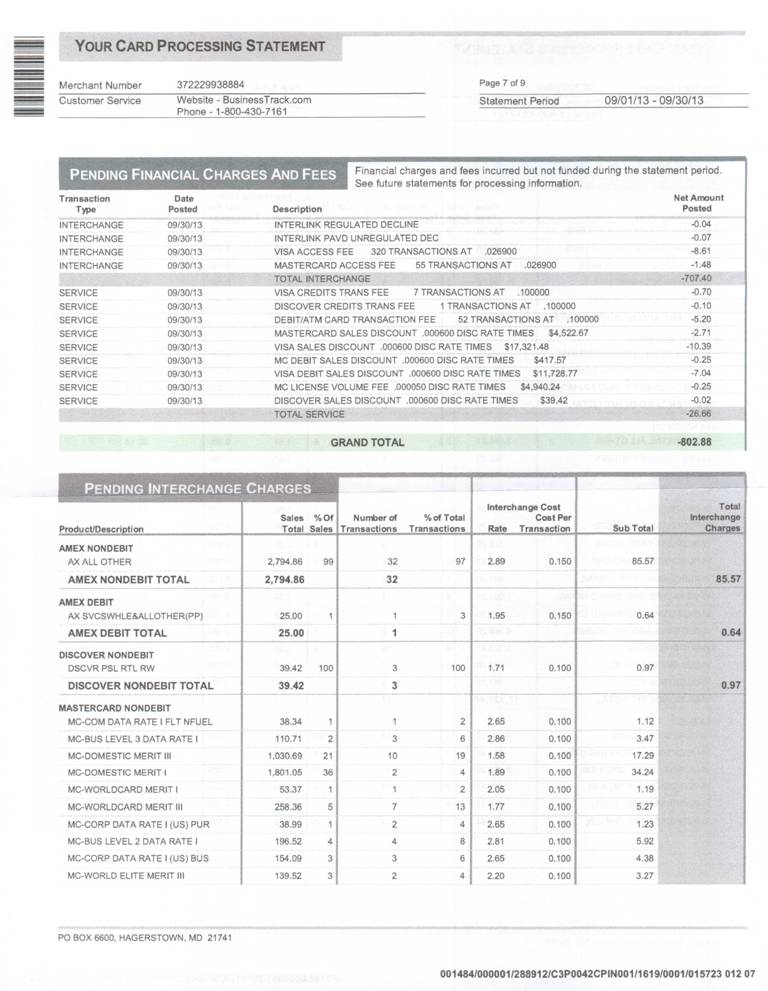 YOUR CARD PROCESSING STATEMENT
Merchant Number 372229938884 Page 7 of 9
Customer Service Website - BusinessTrack.com Statement Period 09/01/13 - 09/30/13
Phone - 1-800-430-7161
PENDING FINANCIAL CHARGES AND FEES Financial charges and fees incurred but not funded during the statement period.
See future statements for processing information.
Transaction Date Net Amount
Type Posted Description Posted
INTERCHANGE 09/30/13 INTERLINK REGULATED DECLINE -0.04
INTERCHANGE 09/30/13 INTERLINK PAVD UNREGULATED DEC -0.07
INTERCHANGE 09/30/13 VISA ACCESS FEE 320 TRANSACTIONS AT .026900 -8.61
INTERCHANGE 09/30/13 MASTERCARD ACCESS FEE 55 TRANSACTIONS AT .026900 -1.48
TOTAL INTERCHANGE -707.40
SERVICE 09/30/13 VISA CREDITS TRANS FEE 7 TRANSACTIONS AT .100000 -0.70
SERVICE 09/30/13 DISCOVER CREDITS TRANS FEE 1 TRANSACTIONS AT .100000 -0.10
SERVICE 09/30/13 DEBIT/ATM CARD TRANSACTION FEE 52 TRANSACTIONS AT .100000 -5.20
SERVICE 09/30/13 MASTERCARD SALES DISCOUNT .000600 DISC RATE TIMES $4,522.67 -2.71
SERVICE 09/30/13 VISA SALES DISCOUNT .000600 DISC RATE TIMES $17,321.48 -10.39
SERVICE 09/30/13 MC DEBIT SALES DISCOUNT .000600 DISC RATE TIMES $417.57 -0.25
SERVICE 09/30/13 VISA DEBIT SALES DISCOUNT .000600 DISC RATE TIMES $11,728.77 -7.04
SERVICE 09/30/13 MC LICENSE VOLUME FEE .000050 DISC RATE TIMES $4,940.24 -0.25
SERVICE 09/30/13 DISCOVER SALES DISCOUNT .000600 DISC RATE TIMES $39.42 -0.02
TOTAL SERVICE -26.66
GRAND TOTAL -802.88
PENDING INTERCHANGE CHARGES
Interchange Cost Total
Sales % Of Number of % of Total Cost Per Interchange
Product/Description Total Sales Transactions Transactions Rate Transaction Sub Total Charges
AMEX NONDEBIT
AX ALL OTHER 2,794.86 99 32 97 2.89 0.150 85.57
AMEX NONDEBIT TOTAL 2,794.86 32 85.57
AMEX DEBIT
AX SVCSWHLE&ALLOTHER(PP) 25.00 1 1 3 1.95 0.150 0.64
AMEX DEBIT TOTAL 25.00 1 0.64
DISCOVER NONDEBIT
DSCVR PSL RTL RW 39.42 100 3 100 1.71 0.100 0.97
DISCOVER NONDEBIT TOTAL 39.42 3 0.97
MASTERCARD NONDEBIT
MC-COM DATA RATE I FLT NFUEL 38.34 1 1 2 2.65 0.100 1.12
MC-BUS LEVEL 3 DATA RATE I 110.71 2 3 6 2.86 0.100 3.47
MC-DOMESTIC MERIT III 1,030.69 21 10 19 1.58 0.100 17.29
MC-DOMESTIC MERIT I 1,801.05 36 2 4 1.89 0.100 34.24
MC-WORLDCARD MERIT I 53.37 1 1 2 2.05 0.100 1.19
MC-WORLDCARD MERIT III 258.36 5 7 13 1.77 0.100 5.27
MC-CORP DATA RATE I (US) PUR 38.99 1 2 4 2.65 0.100 1.23
MC-BUS LEVEL 2 DATA RATE I 196.52 4 4 8 2.81 0.100 5.92
MC-CORP DATA RATE I (US) BUS 154.09 3 3 6 2.65 0.100 4.38
MC-WORLD ELITE MERIT III 139.52 3 2 4 2.20 0.100 3.27
PO BOX 6600, HAGERSTOWN, MD 21741
001484/000001/288912/C3P0042CPIN001/1619/0001/015723 012 07